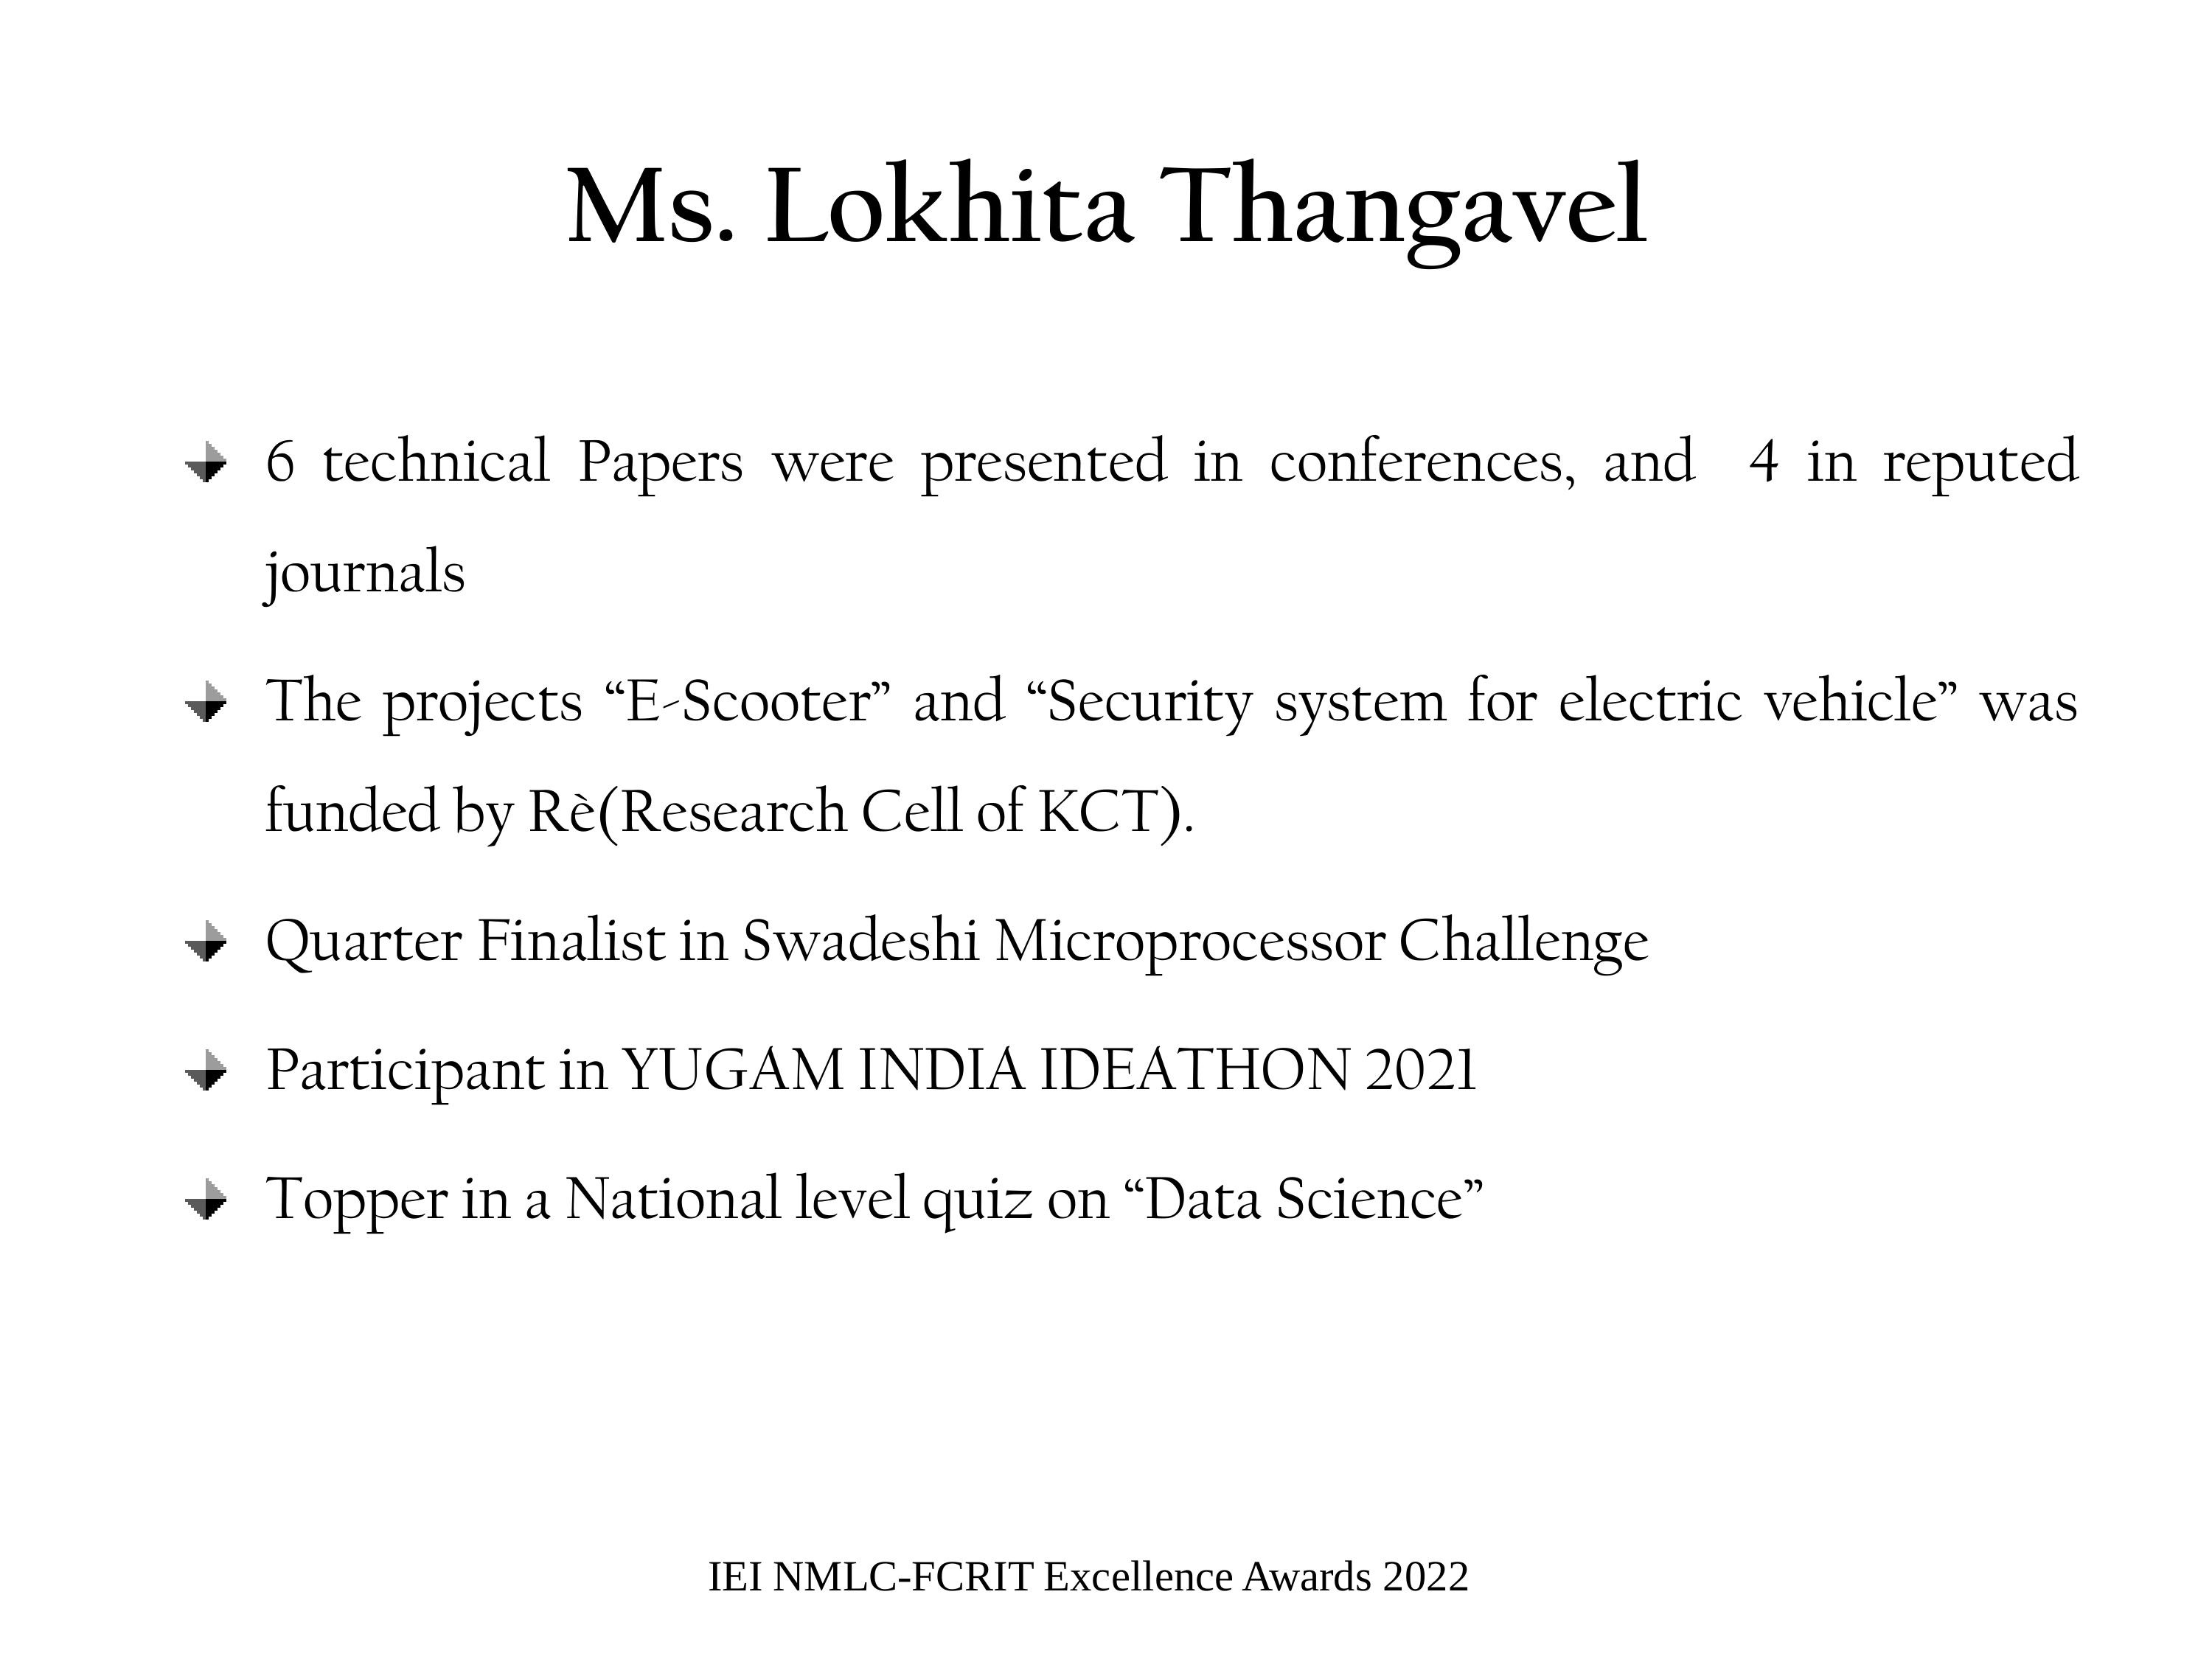 Ms. Lokhita Thangavel
6 technical Papers were presented in conferences, and  4 in reputed
journals
The projects “E-Scooter” and “Security system for electric vehicle” was
funded by Rè(Research Cell of KCT).
Quarter Finalist in Swadeshi Microprocessor Challenge
Participant in YUGAM INDIA IDEATHON 2021
Topper in a National level quiz on “Data Science”
IEI NMLC-FCRIT Excellence Awards 2022